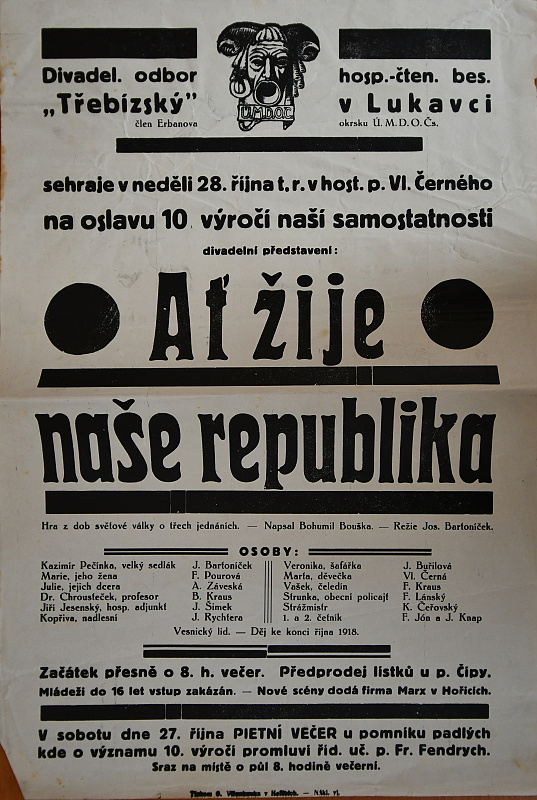 Divadel. odbor
„Třebízský”
člen Erbanova
Ú.M.D.O.Č.
hosp.-čten. bes.
v Lukavci
okrsku Ú. M. D. O. Čs.
sehraje v neděli 28. října t. r. v host. p. Vl. Černého
na oslavu 10. výročí naší samostatnosti
divadelní představení:
Ať žije
naše republika
Hra z dob světové války o třech jednáních. — Napsal Bohumil Bouška. — Režie Jos. Bartoníček.
OSOBY:
Kazimír Pečinka, velký sedlák J. Bartoníček
Marie, jeho žena F. Pourová
Julie, jejich dcera A. Záveská
Dr. Chrousteček, profesor B. Kraus
Jiří Jesenský, hosp. adjunkt J. Šimek
Kopřiva, nadlesní J. Rychtera
Veronika, šafářka J. Buřilová
Marta, děvečka Vl. Černá
Vašek, čeledín F. Kraus
Strunka, obecní policajt F. Lánský
Strážmistr K. Čeřovský
1. a 2. četník F. Jón a J. Knap
Vesnický lid. — Děj ke konci října 1918.
Začátek přesně o 8. h. večer. Předprodej lístků u p. Čipy.
Mládeži do 16 let vstup zakázán. — Nové scény dodá firma Marx v Hořicích.
V sobotu dne 27. října PIETNÍ VEČER u pomníku padlých
kde o významu 10. výročí promluví říd. uč. p. Fr. Fendrych.
Sraz na místě o půl 8. hodině večerní.
v Hořicích. —